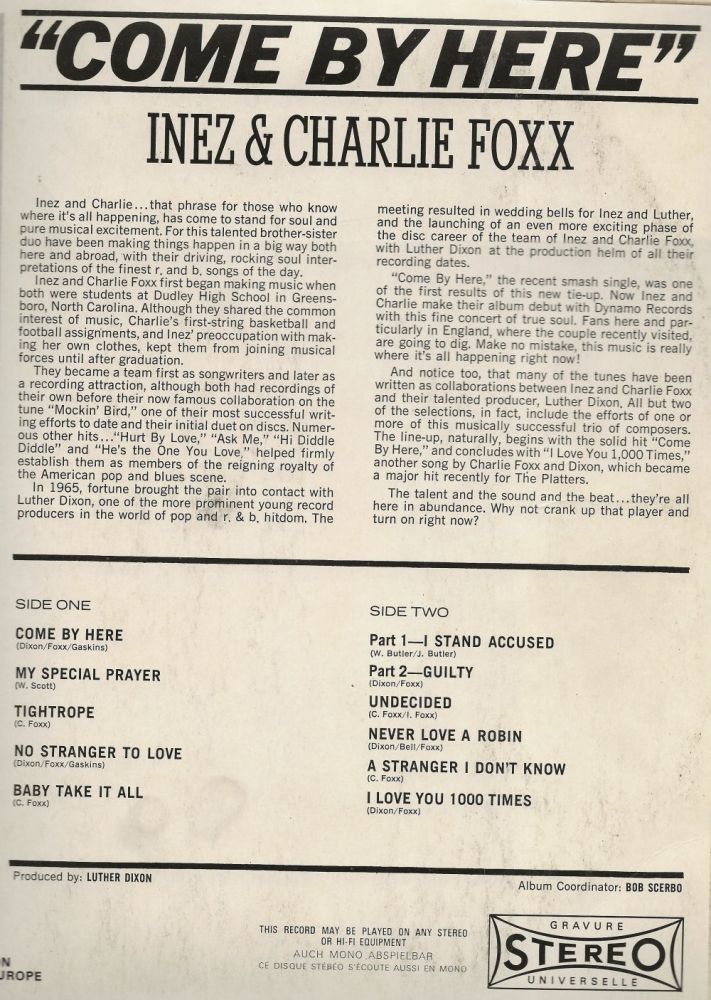 “COME BY HERE”
INEZ & CHARLIE FOXX
Inez and Charlie...that phrase for those who know
where it's all happening, has come to stand for soul and
pure musical excitement. For this talented brother-sister
duo have been making things happen in a big way both
here and abroad, with their driving, rocking soul inter-
pretations of the finest r. and b. songs of the day.
Inez and Charlie Foxx first began making music when
both were students at Dudley High School in Greens-
boro, North Carolina. Although they shared the common
interest of music, Charlie's first-string basketball and
football assignments, and Inez' preoccupation with mak-
ing her own clothes, kept them from joining musical
forces until after graduation.
They became a team first as songwriters and later as
a recording attraction, although both had recordings of
their own before their now famous collaboration on the
tune “Mockin' Bird,” one of their most successful writ-
ing efforts to date and their initial duet on discs. Numer-
ous other hits...“Hurt By Love,” “Ask Me,” “Hi Diddle
Diddle” and “He's the One You Love,” helped firmly
establish them as members of the reigning royalty of
the American pop and blues scene.
In 1965, fortune brought the pair into contact with
Luther Dixon, one of the more prominent young record
producers in the world of pop and r. & b. hitdom. The
meeting resulted in wedding bells for Inez and Luther,
and the launching of an even more exciting phase of
the disc career of the team of Inez and Charlie Foxx,
with Luther Dixon at the production helm of all their
recording dates.
“Come By Here,” the recent smash single, was one
of the first results of this new tie-up. Now Inez and
Charlie make their album debut with Dynamo Records
with this fine concert of true soul. Fans here and par-
ticularly in England, where the couple recently visited,
are going to dig. Make no mistake, this music is really
where it's all happening right now!
And notice too, that many of the tunes have been
written as collaborations between Inez and Charlie Foxx
and their talented producer, Luther Dixon. All but two
of the selections, in fact, include the efforts of one or
more of this musically successful trio of composers.
The line-up, naturally, begins with the solid hit “Come
By Here,” and concludes with “I Love You 1,000 Times,”
another song by Charlie Foxx and Dixon, which became
a major hit recently for The Platters.
The talent and the sound and the beat...they're all
here in abundance. Why not crank up that player and
turn on right now?
SIDE ONE
COME BY HERE
(Dixon/Foxx/Gaskins)
MY SPECIAL PRAYER
(W. Scott)
TIGHTROPE
(C. Foxx)
NO STRANGER TO LOVE
(Dixon/Foxx/Gaskins)
BABY TAKE IT ALL
(C. Foxx)
SIDE TWO
Part 1—I STAND ACCUSED
(W. Butler/J. Butler)
Part 2—GUILTY
(Dixon/Foxx)
UNDECIDED
(C. Foxx/I. Foxx)
NEVER LOVE A ROBIN
(Dixon/Bell/Foxx)
A STRANGER I DON'T KNOW
(C. Foxx)
I LOVE YOU 1000 TIMES
(Dixon/Foxx)
Produced by: LUTHER DIXON
Album Coordinator: BOB SCERBO
THIS RECORD MAY BE PLAYED ON ANY STEREO
OR HI-FI EQUIPMENT
AUCH MONO ABSPIELBAR
CE DISQUE STÉRÉO S'ÉCOUTE AUSSI EN MONO
GRAVURE
STEREO
UNIVERSELLE
N
UROPE